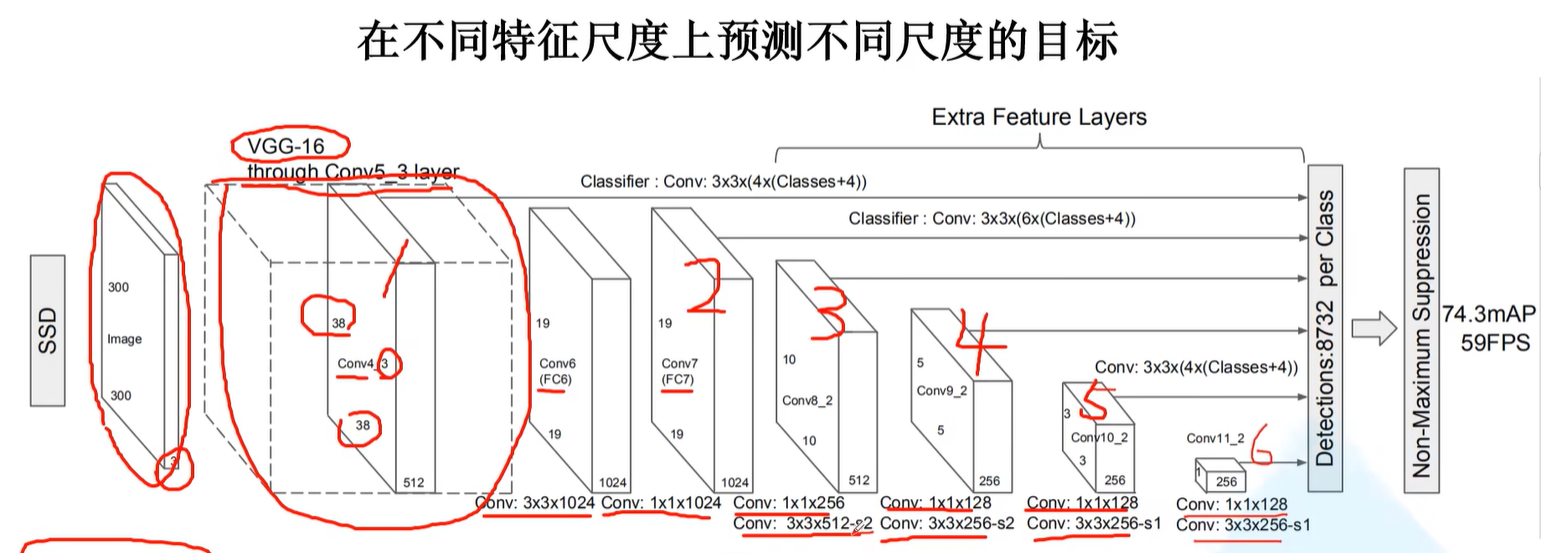 在不同特征尺度上预测不同尺度的目标
Extra Feature Layers
VGG-16
through Conv5_3 layer
Classifier : Conv: 3x3x(4x(Classes+4))
Classifier : Conv: 3x3x(6x(Classes+4))
SSD
300
Image
300
3
38
Conv4_3
38
512
1
19
Conv6
(FC6)
19
1024
2
19
Conv7
(FC7)
19
1024
3
10
Conv8_2
10
512
4
5
Conv9_2
5
256
Conv: 3x3x(4x(Classes+4))
5
3
Conv10_2
3
256
Conv11_2
6
1
256
Conv: 3x3x1024
Conv: 1x1x1024
Conv: 1x1x256
Conv: 3x3x512-s2
Conv: 1x1x128
Conv: 3x3x256-s2
Conv: 1x1x128
Conv: 3x3x256-s1
Conv: 1x1x128
Conv: 3x3x256-s1
Detections:8732 per Class
Non-Maximum Suppression
74.3mAP
59FPS